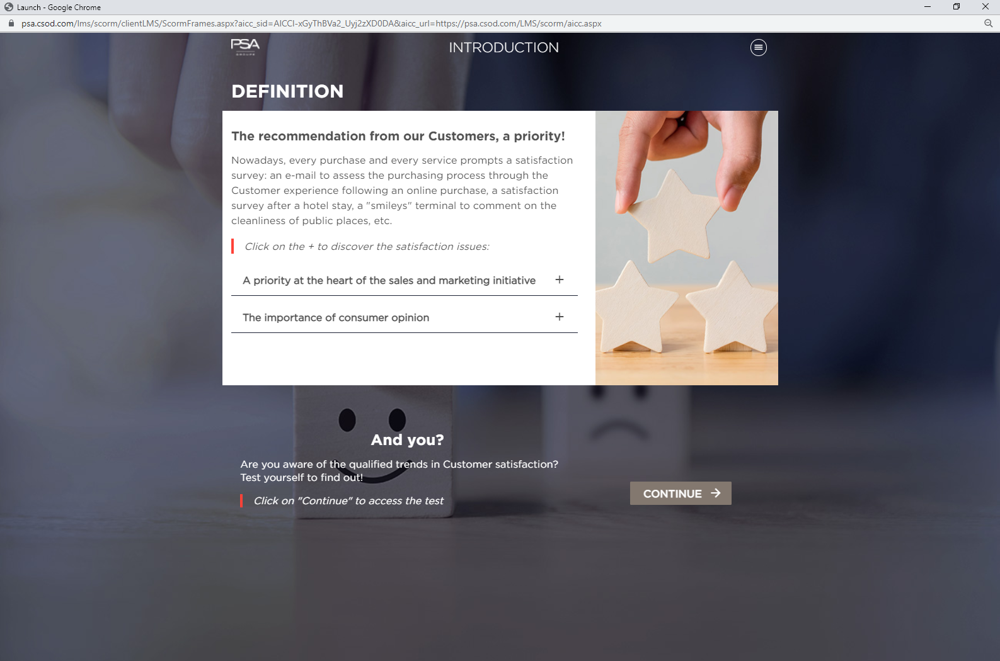 Launch - Google Chrome
psa.csod.com/lms/scorm/clientLMS/ScormFrames.aspx?aicc_sid=AICCI-xGyThBVa2_Uyj2zXD0DA&aicc_url=https://psa.csod.com/LMS/scorm/aicc.aspx
PSA
GROUPE
INTRODUCTION
DEFINITION
The recommendation from our Customers, a priority!
Nowadays, every purchase and every service prompts a satisfaction
survey: an e-mail to assess the purchasing process through the
Customer experience following an online purchase, a satisfaction
survey after a hotel stay, a "smileys" terminal to comment on the
cleanliness of public places, etc.
Click on the + to discover the satisfaction issues:
A priority at the heart of the sales and marketing initiative +
The importance of consumer opinion +
And you?
Are you aware of the qualified trends in Customer satisfaction?
Test yourself to find out!
Click on "Continue" to access the test
CONTINUE →